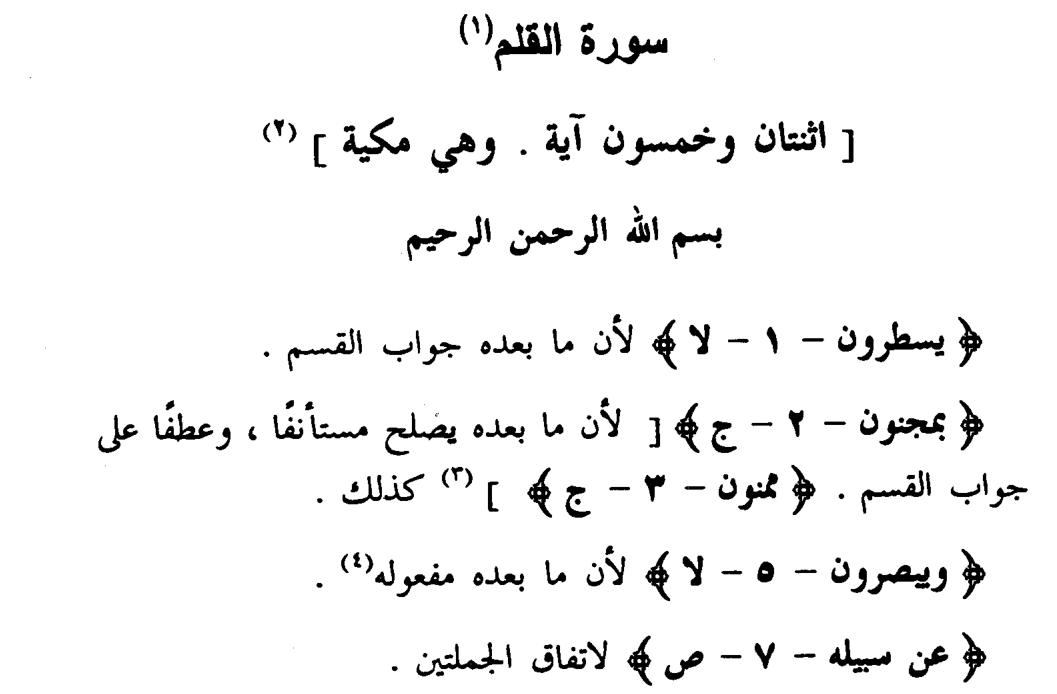 سورة القلم(١)
[ اثنتان وخمسون آية . وهي مكية ] (٢)
بسم الله الرحمن الرحيم
﴿ يسطرون – ١ – لا ﴾ لأن ما بعده جواب القسم .
﴿ بمجنون – ٢ – ج ﴾ [ لأن ما بعده يصلح مستأنفًا ، وعطفًا على
جواب القسم . ﴿ ممنون – ٣ – ج ﴾ ] (٣) كذلك .
﴿ ويبصرون – ٥ – لا ﴾ لأن ما بعده مفعوله(٤) .
﴿ عن سبيله – ٧ – ص ﴾ لاتفاق الجملتين .